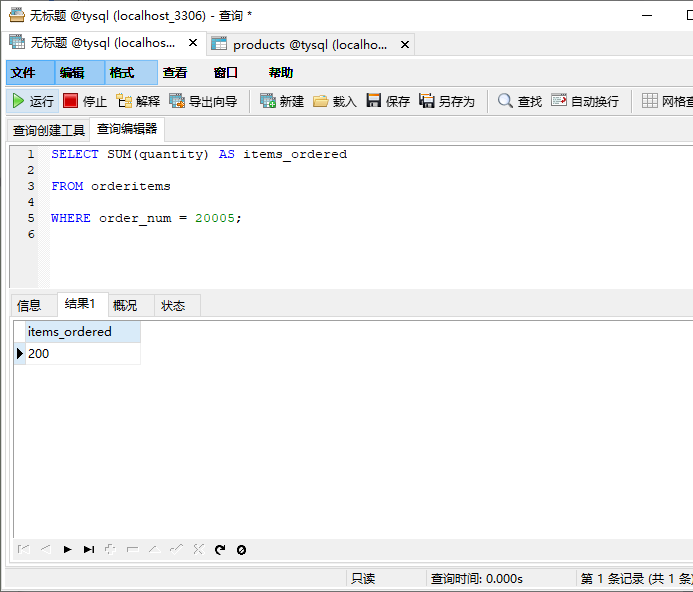 无标题 @tysql (localhost_3306) - 查询 *
无标题 @tysql (localhos... products @tysql (localho...
文件 编辑 格式 查看 窗口 帮助
运行 停止 解释 导出向导 新建 载入 保存 另存为 查找 自动换行 网格查
查询创建工具 查询编辑器
1 SELECT SUM(quantity) AS items_ordered
2
3 FROM orderitems
4
5 WHERE order_num = 20005;
6
信息 结果1 概况 状态
items_ordered
200
只读 查询时间: 0.000s 第 1 条记录 (共 1 条)